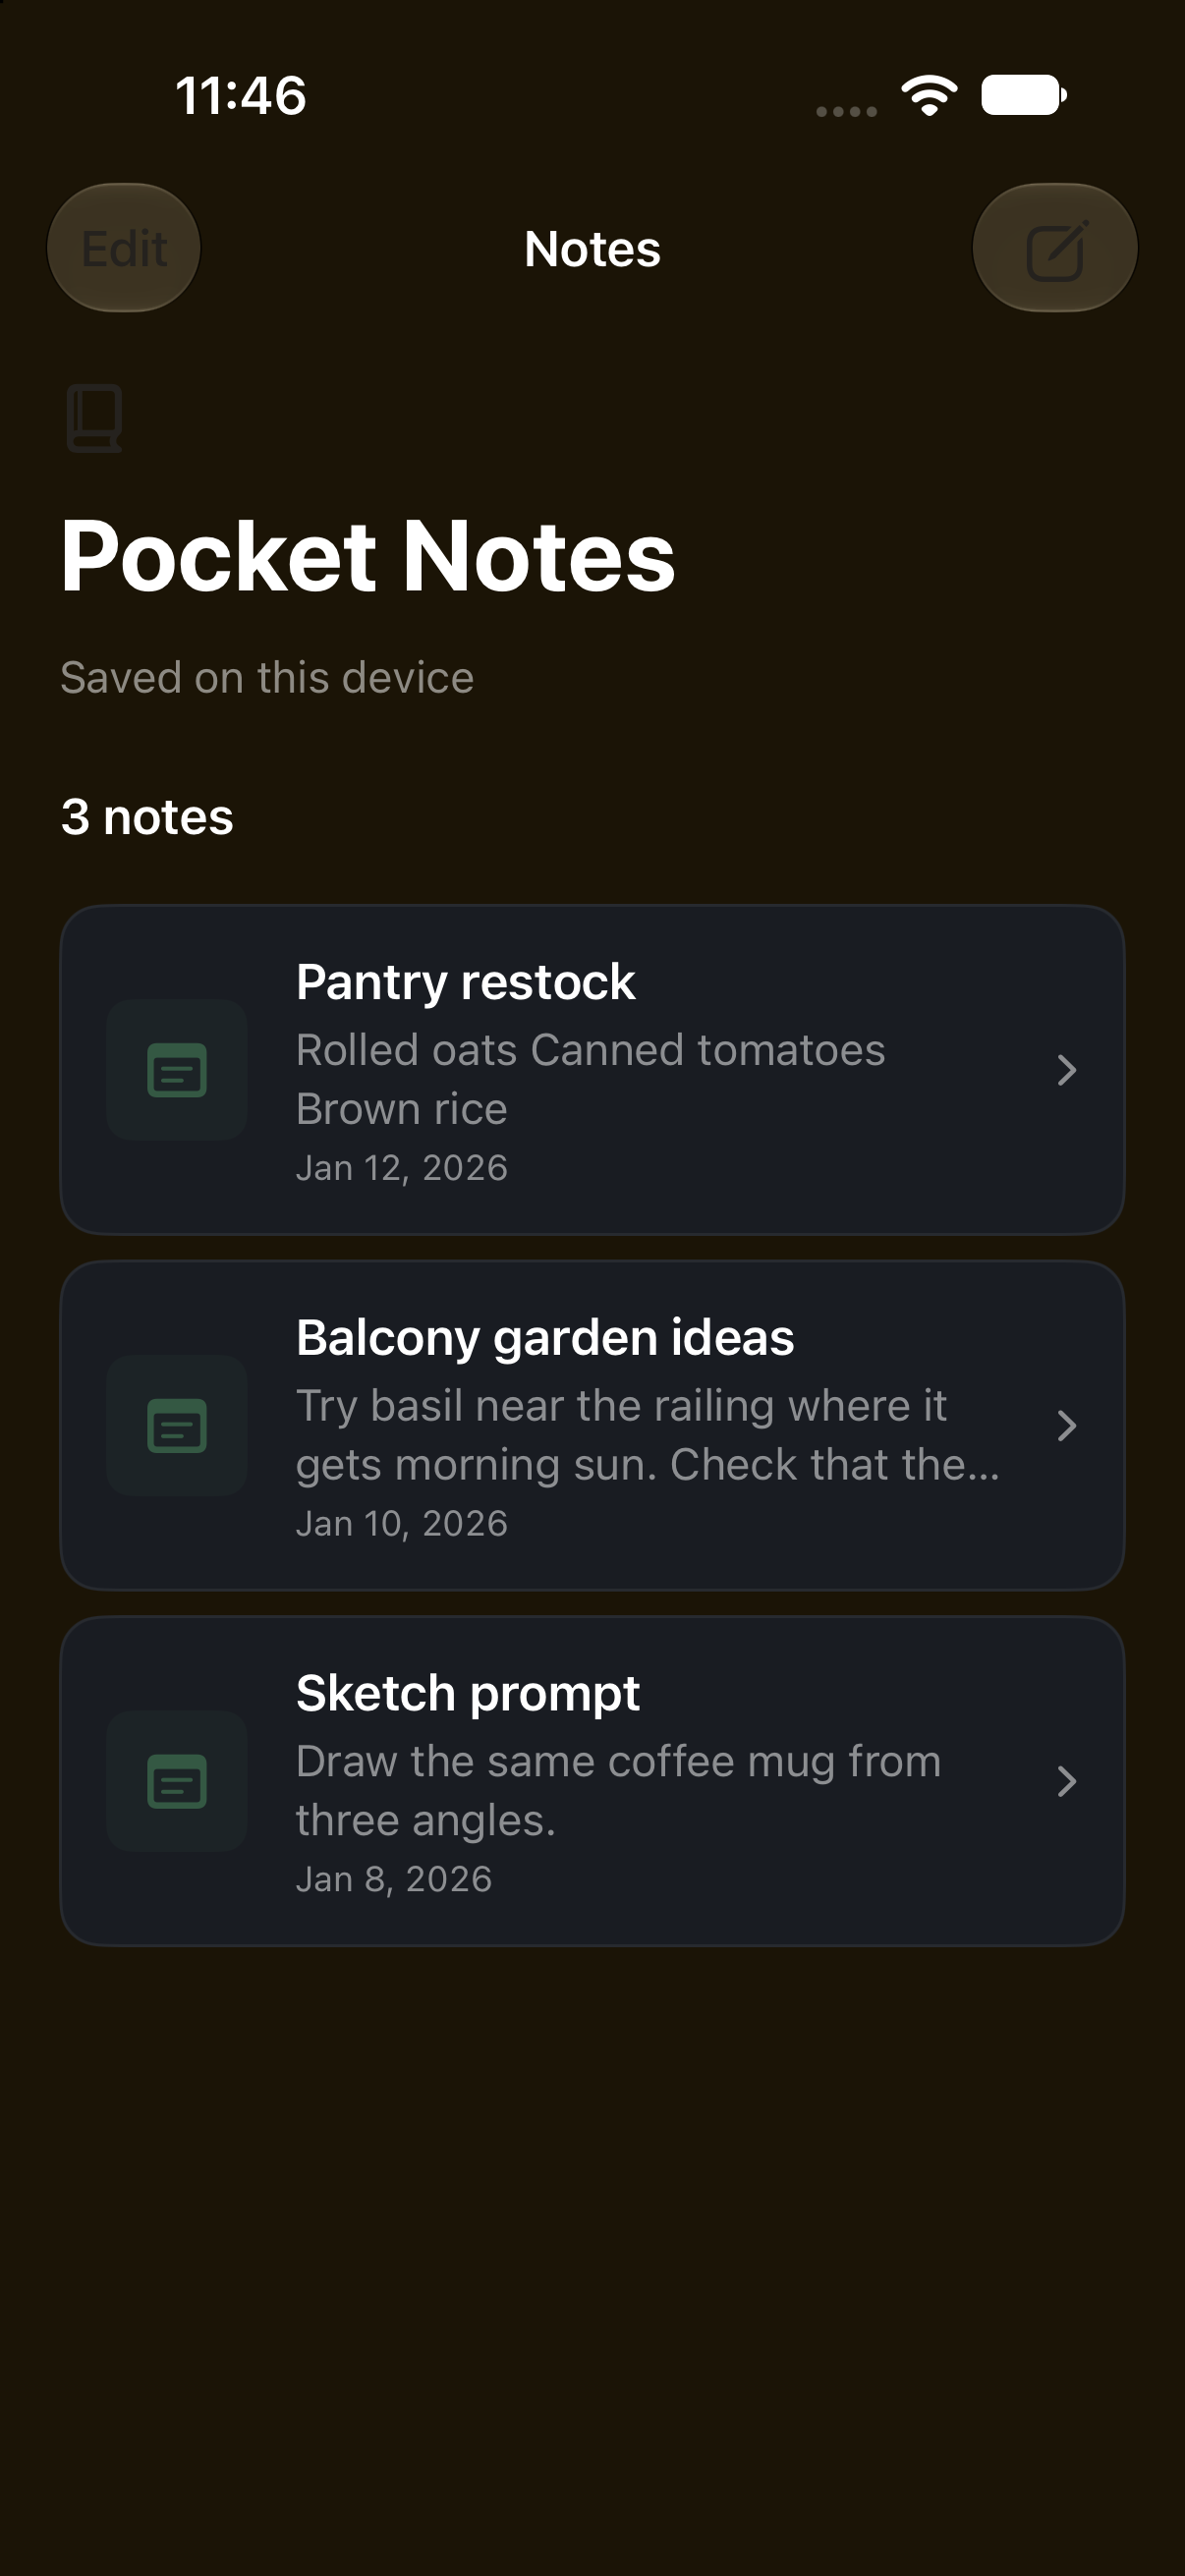 11:46
Edit
Notes
Pocket Notes
Saved on this device
3 notes
Pantry restock
Rolled oats Canned tomatoes
Brown rice
Jan 12, 2026
Balcony garden ideas
Try basil near the railing where it
gets morning sun. Check that the...
Jan 10, 2026
Sketch prompt
Draw the same coffee mug from
three angles.
Jan 8, 2026